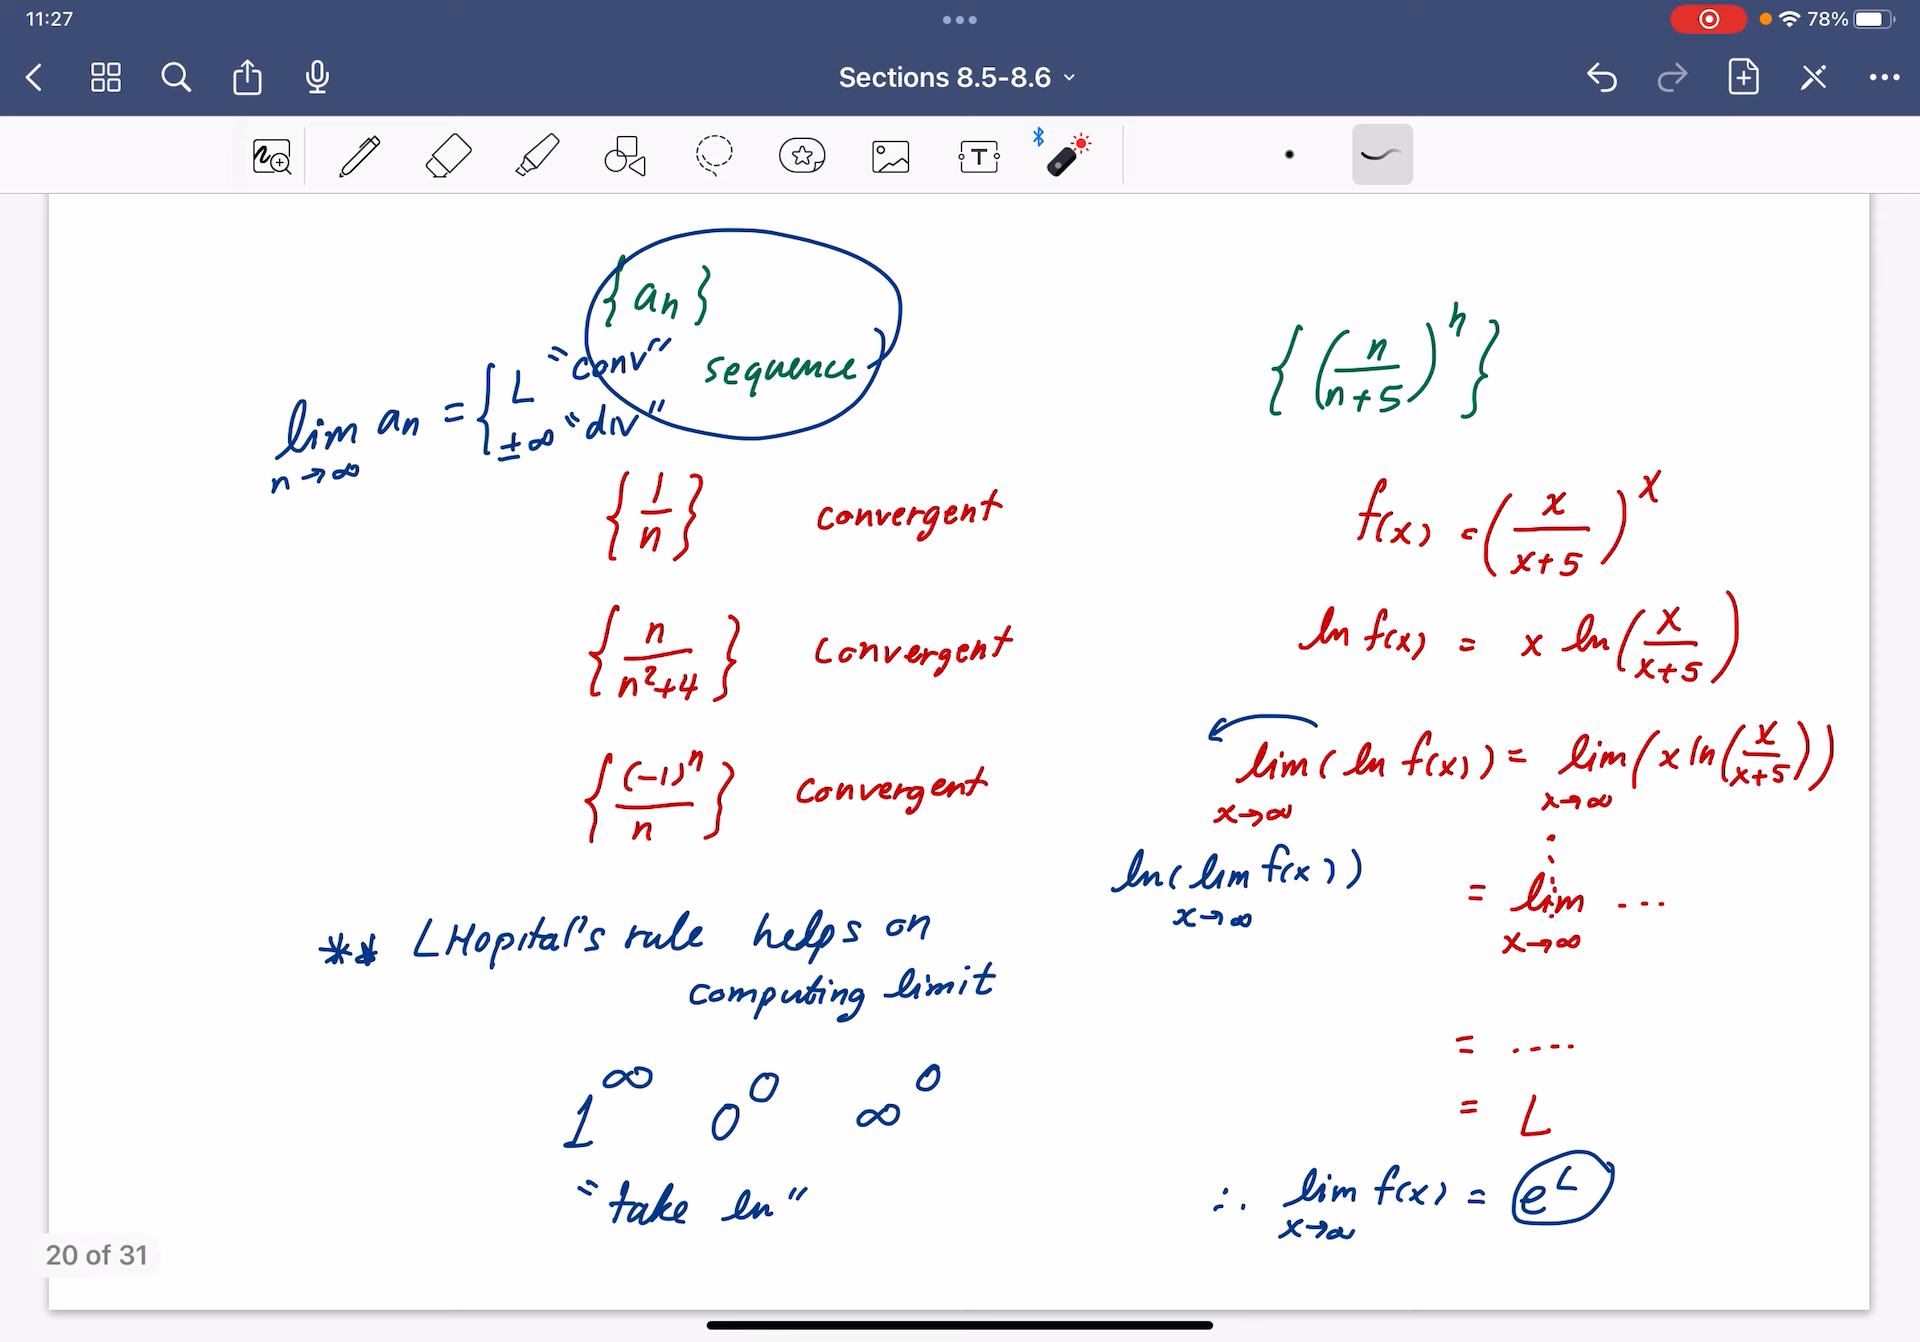 11:27
78%
Sections 8.5-8.6
T
{ an }
sequence
lim an = { L "conv"
± ∞ "div"
n → ∞
{ 1/n } convergent
{ n/(n²+4) } Convergent
{ (-1)ⁿ/n } Convergent
** LHopital's rule helps on
computing limit
1^∞ 0^0 ∞^0
"take ln"
{ (n/(n+5))^n }
f(x) = (x/(x+5))^x
ln f(x) = x ln(x/(x+5))
lim ( ln f(x) ) = lim ( x ln(x/(x+5)) )
x→∞ x→∞
ln( lim f(x) ) = lim ...
x→∞ x→∞
= ....
= L
∴ lim f(x) = e^L
x→∞
20 of 31